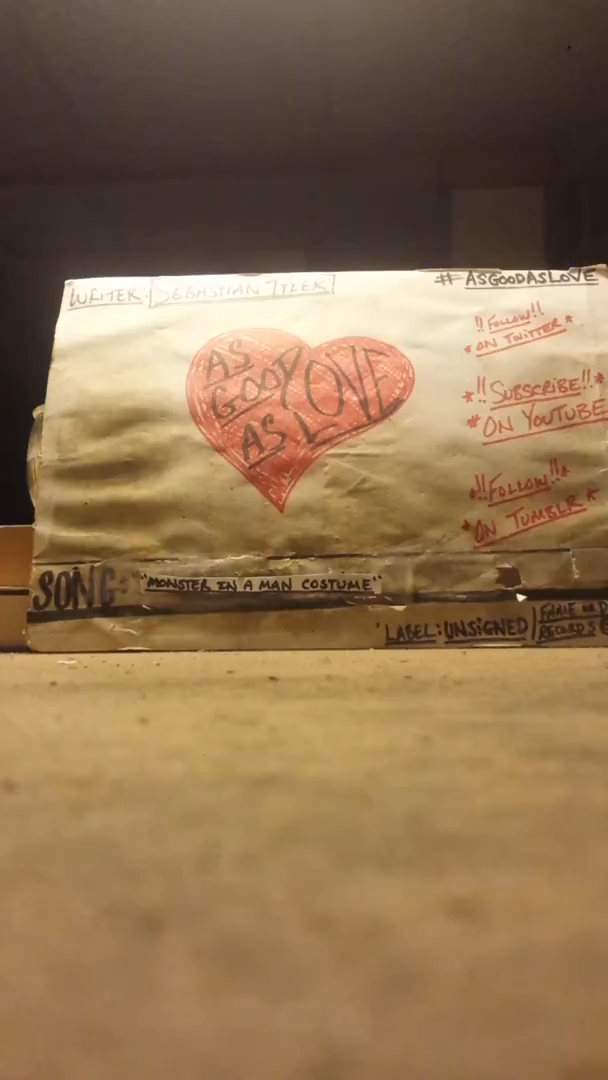 WRITER: SEBASTIAN TYLER
# ASGOODASLOVE
!! FOLLOW!!
* ON TWITTER *
*!! SUBSCRIBE!! *
* ON YOUTUBE
*!! FOLLOW!! *
* ON TUMBLR *
AS
GOOD
AS LOVE
SONG: "MONSTER IN A MAN COSTUME"
LABEL: UNSIGNED
RECORDS